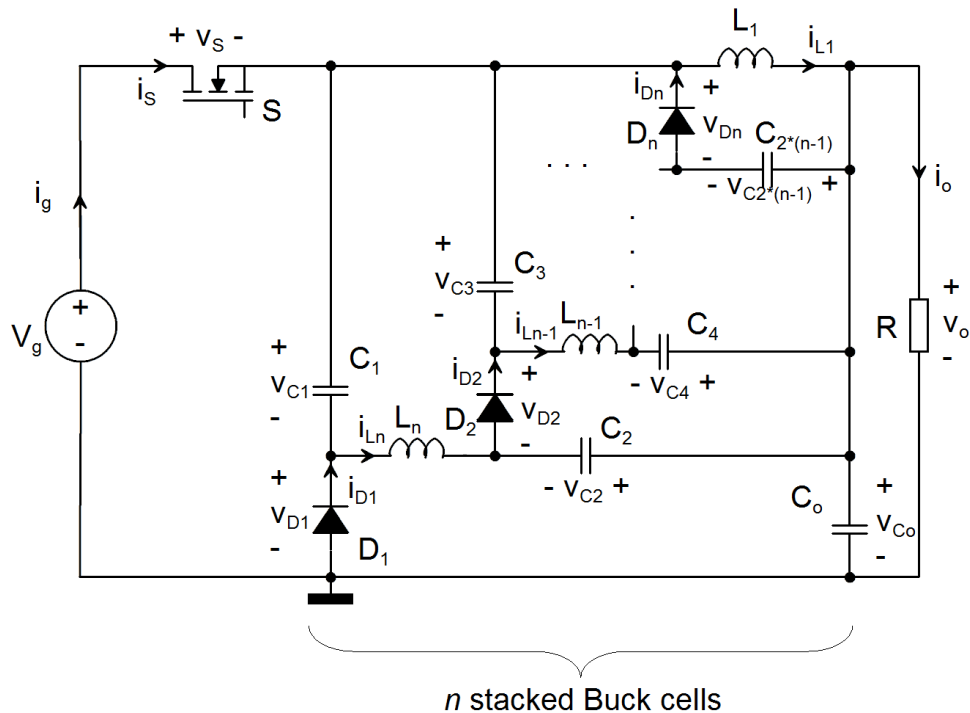 L1
iL1
+ vS -
iS
S
iDn
+
Dn
vDn
-
C2*(n-1)
- vC2*(n-1) +
. . .
ig
io
.
.
.
+
vC3
-
C3
Ln-1
iLn-1
C4
- vC4 +
+
Vg
-
R
+
vo
-
C1
+
vC1
-
iD2
D2
+
vD2
-
iLn
Ln
C2
- vC2 +
iD1
+
vD1
-
D1
Co
+
vCo
-
n stacked Buck cells